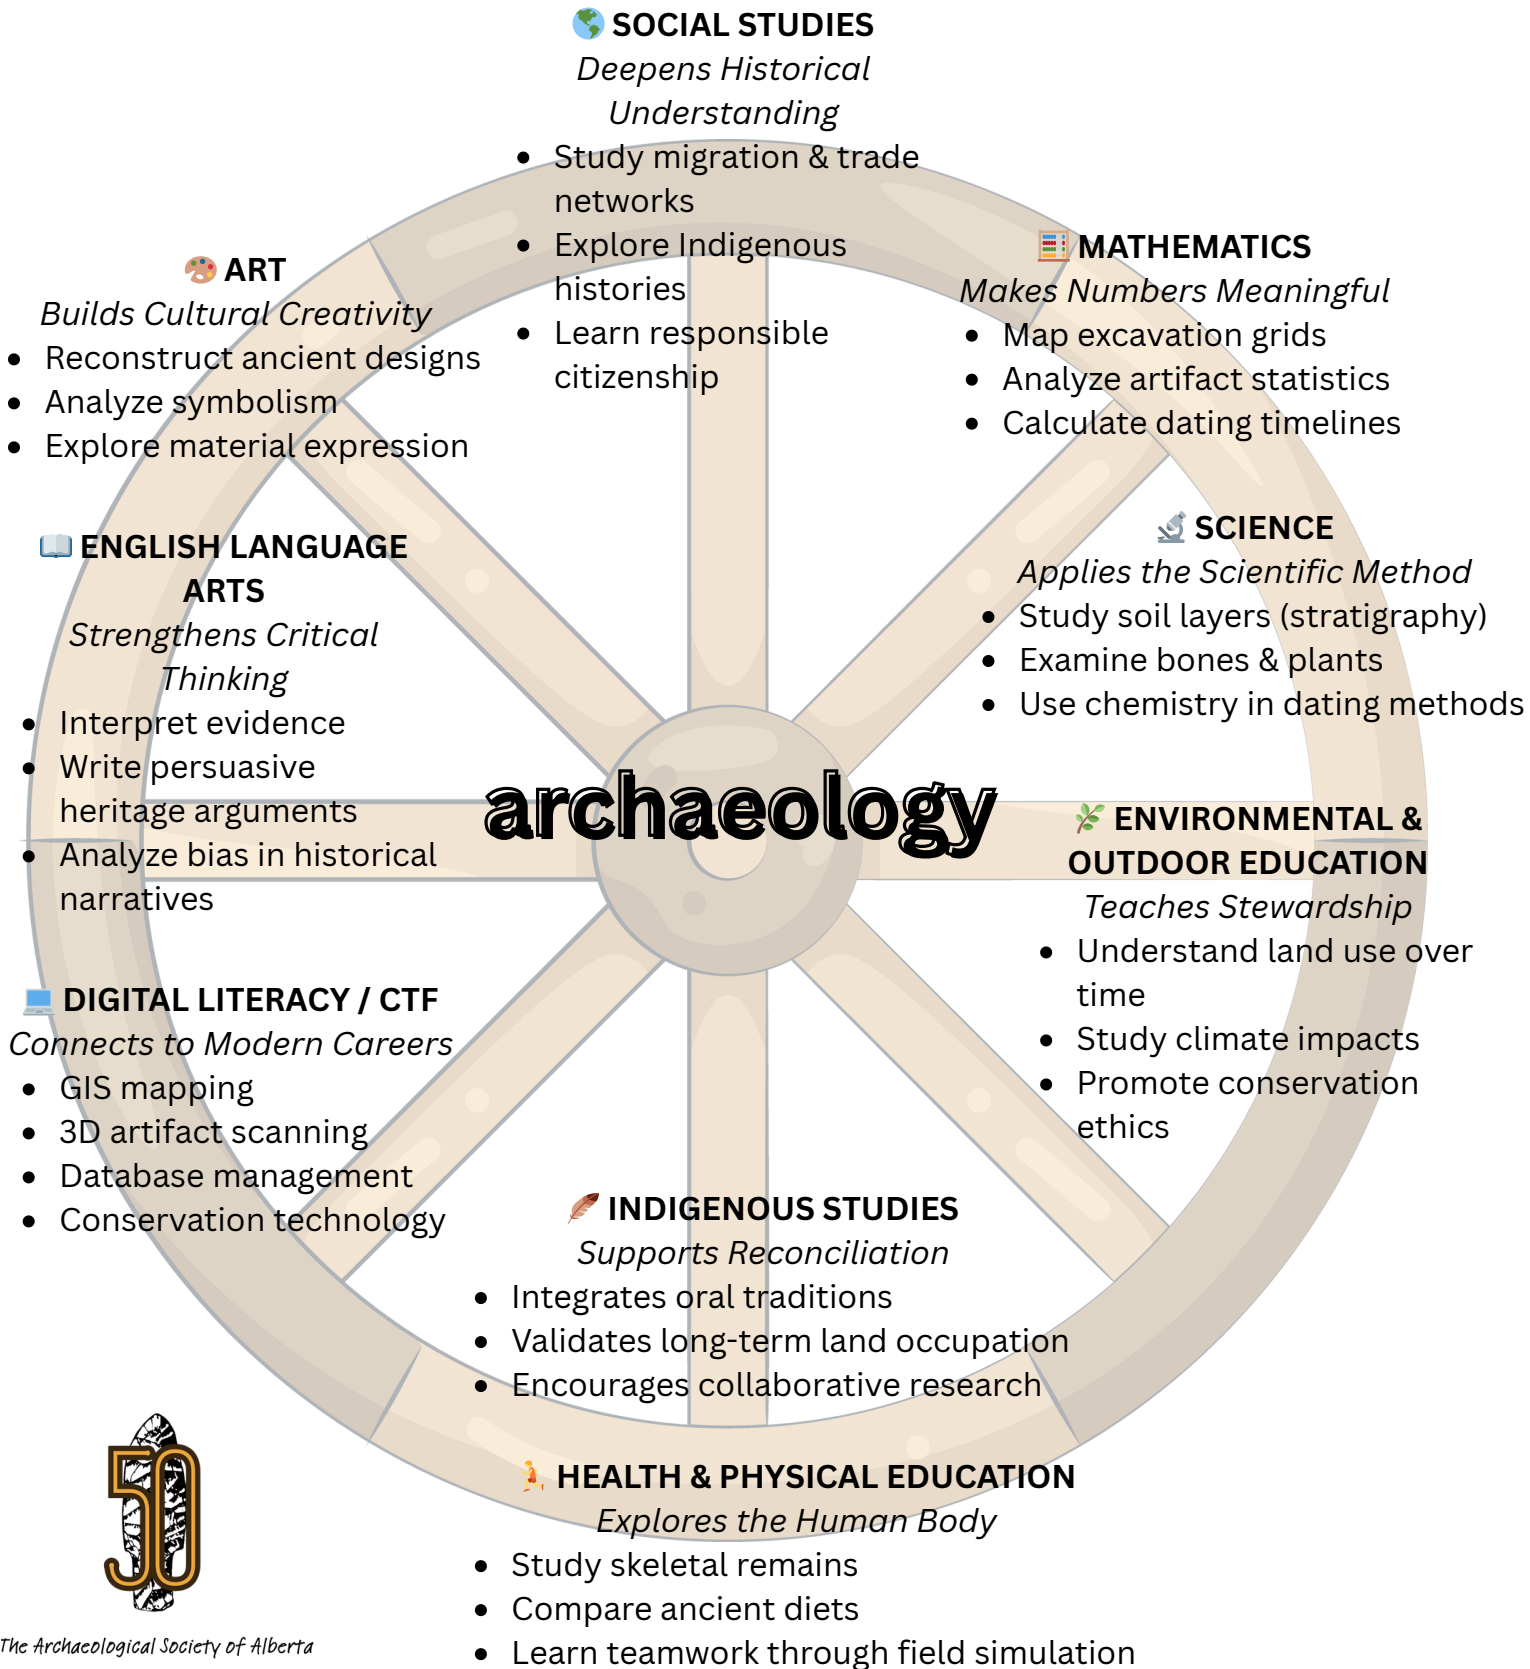 SOCIAL STUDIES
Deepens Historical
Understanding
• Study migration & trade
networks
• Explore Indigenous
histories
• Learn responsible
citizenship
MATHEMATICS
Makes Numbers Meaningful
• Map excavation grids
• Analyze artifact statistics
• Calculate dating timelines
SCIENCE
Applies the Scientific Method
• Study soil layers (stratigraphy)
• Examine bones & plants
• Use chemistry in dating methods
ENVIRONMENTAL &
OUTDOOR EDUCATION
Teaches Stewardship
• Understand land use over
time
• Study climate impacts
• Promote conservation
ethics
ART
Builds Cultural Creativity
• Reconstruct ancient designs
• Analyze symbolism
• Explore material expression
ENGLISH LANGUAGE
ARTS
Strengthens Critical
Thinking
• Interpret evidence
• Write persuasive
heritage arguments
• Analyze bias in historical
narratives
archaeology
DIGITAL LITERACY / CTF
Connects to Modern Careers
• GIS mapping
• 3D artifact scanning
• Database management
• Conservation technology
INDIGENOUS STUDIES
Supports Reconciliation
• Integrates oral traditions
• Validates long-term land occupation
• Encourages collaborative research
HEALTH & PHYSICAL EDUCATION
Explores the Human Body
• Study skeletal remains
• Compare ancient diets
• Learn teamwork through field simulation
50
The Archaeological Society of Alberta